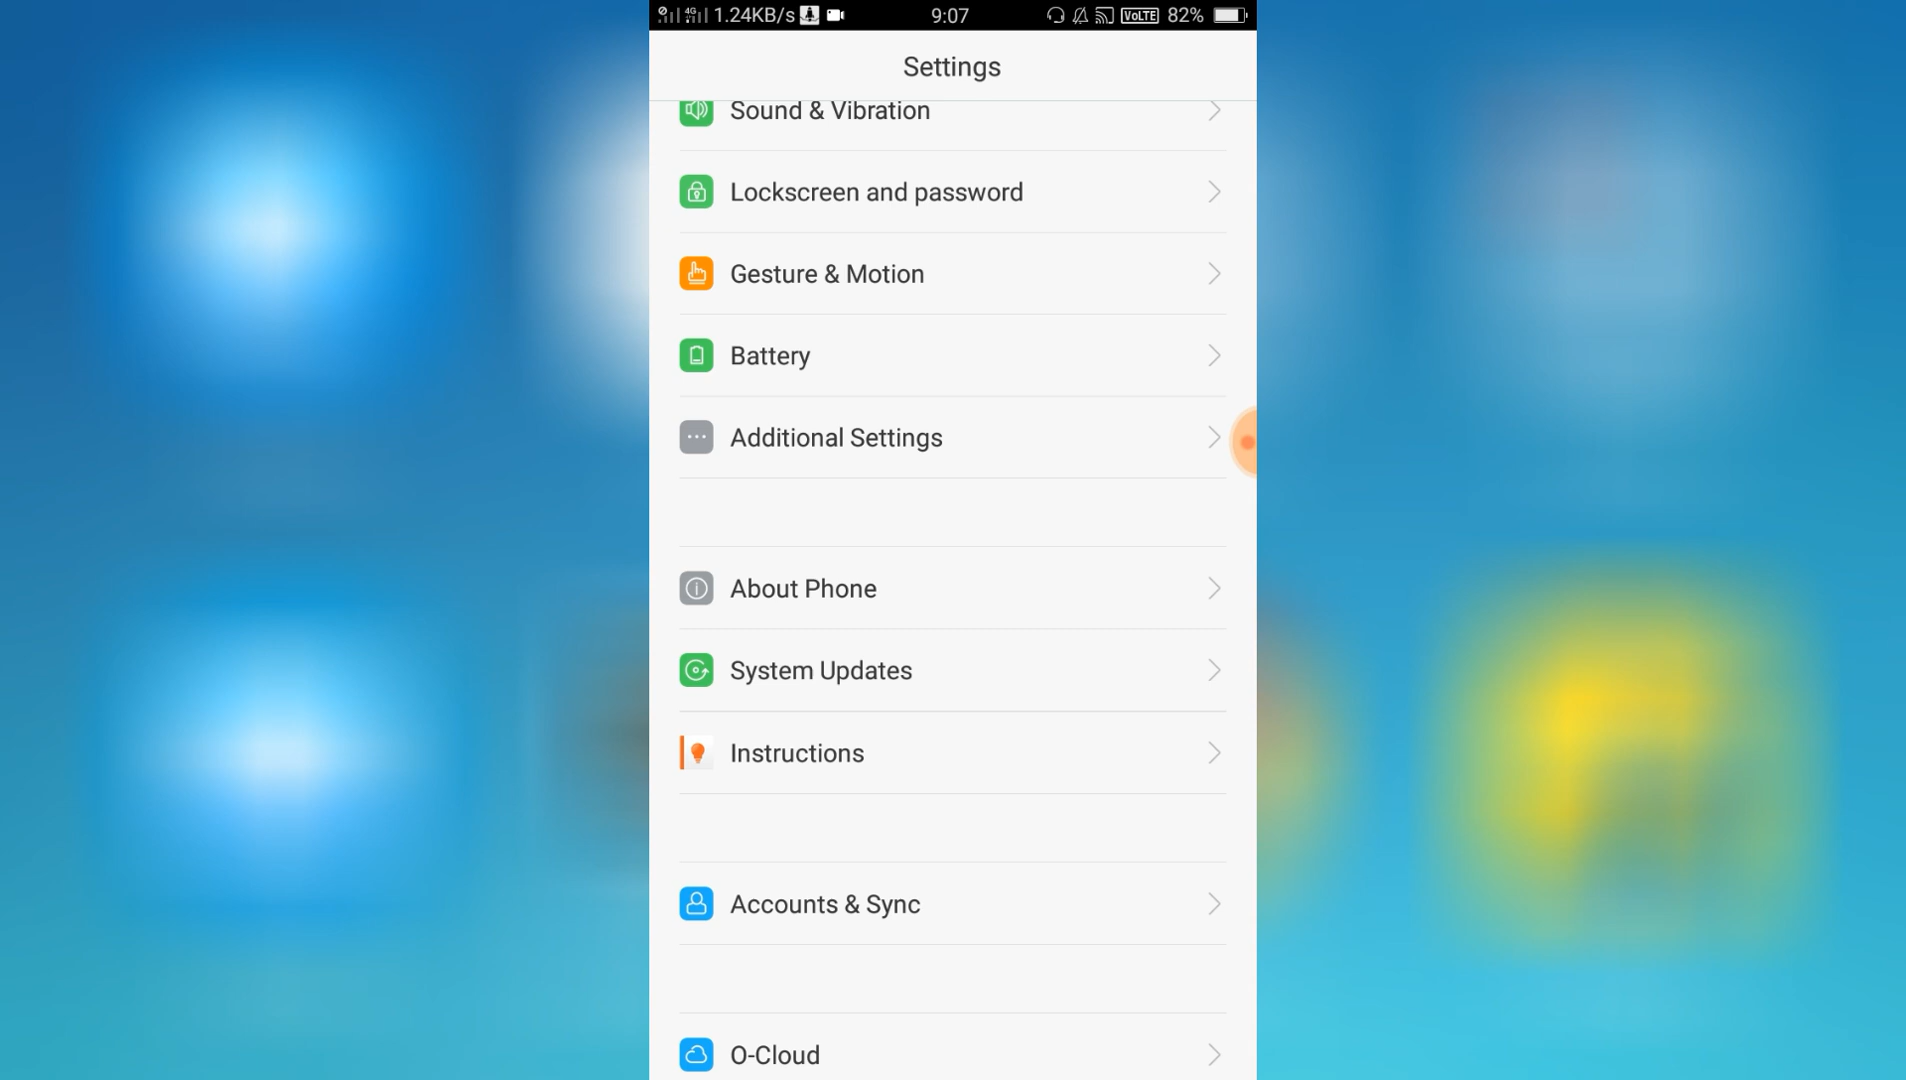 4G 1.24KB/s 9:07 VoLTE 82%
Settings
Sound & Vibration
Lockscreen and password
Gesture & Motion
Battery
Additional Settings
About Phone
System Updates
Instructions
Accounts & Sync
O-Cloud